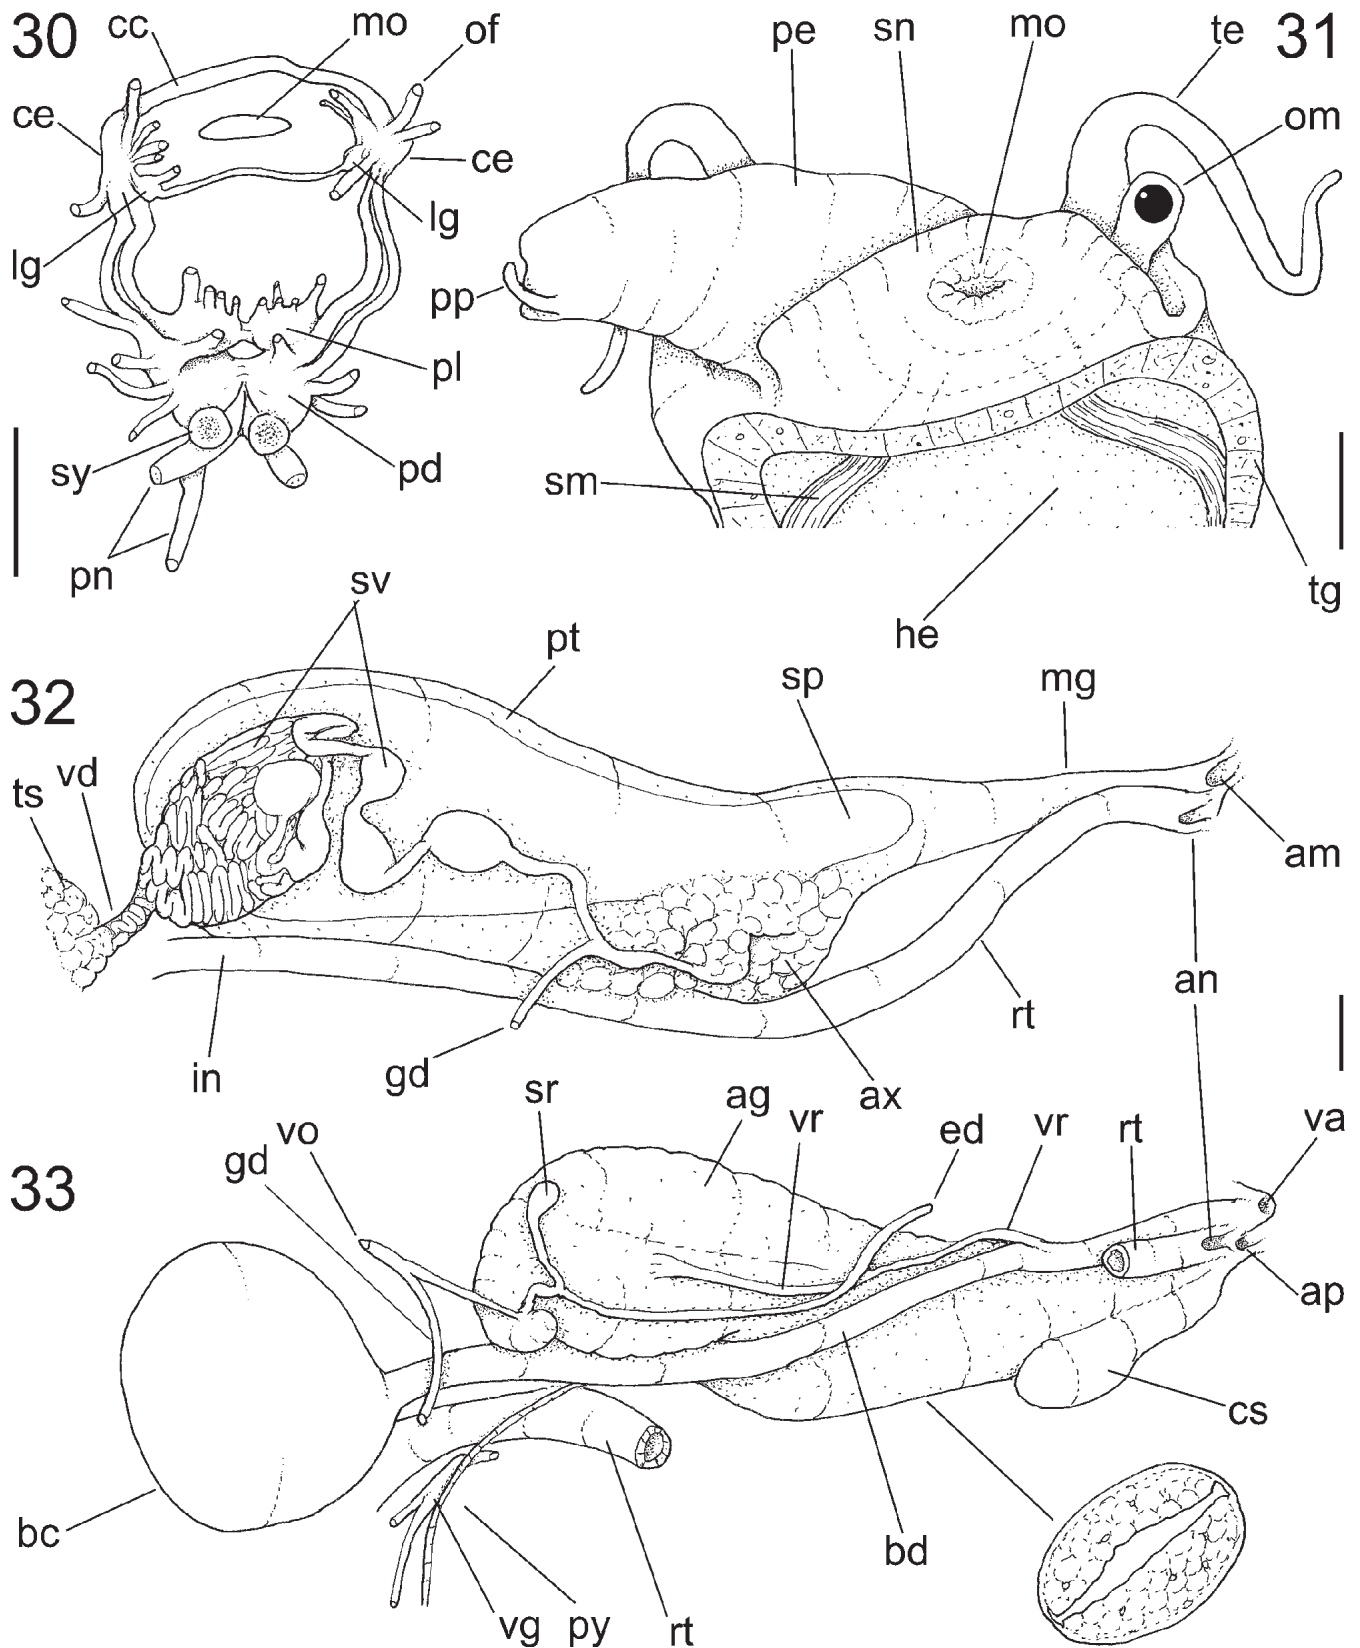 30 cc mo of
ce ce
lg lg
pl
sy pd
pn
pe sn mo te 31
om
pp
sm
he tg
32 sv pt sp mg
ts vd
am
an
in gd ax rt
33 vo gd sr ag vr ed vr rt va
ap
cs
bc bd
vg py rt